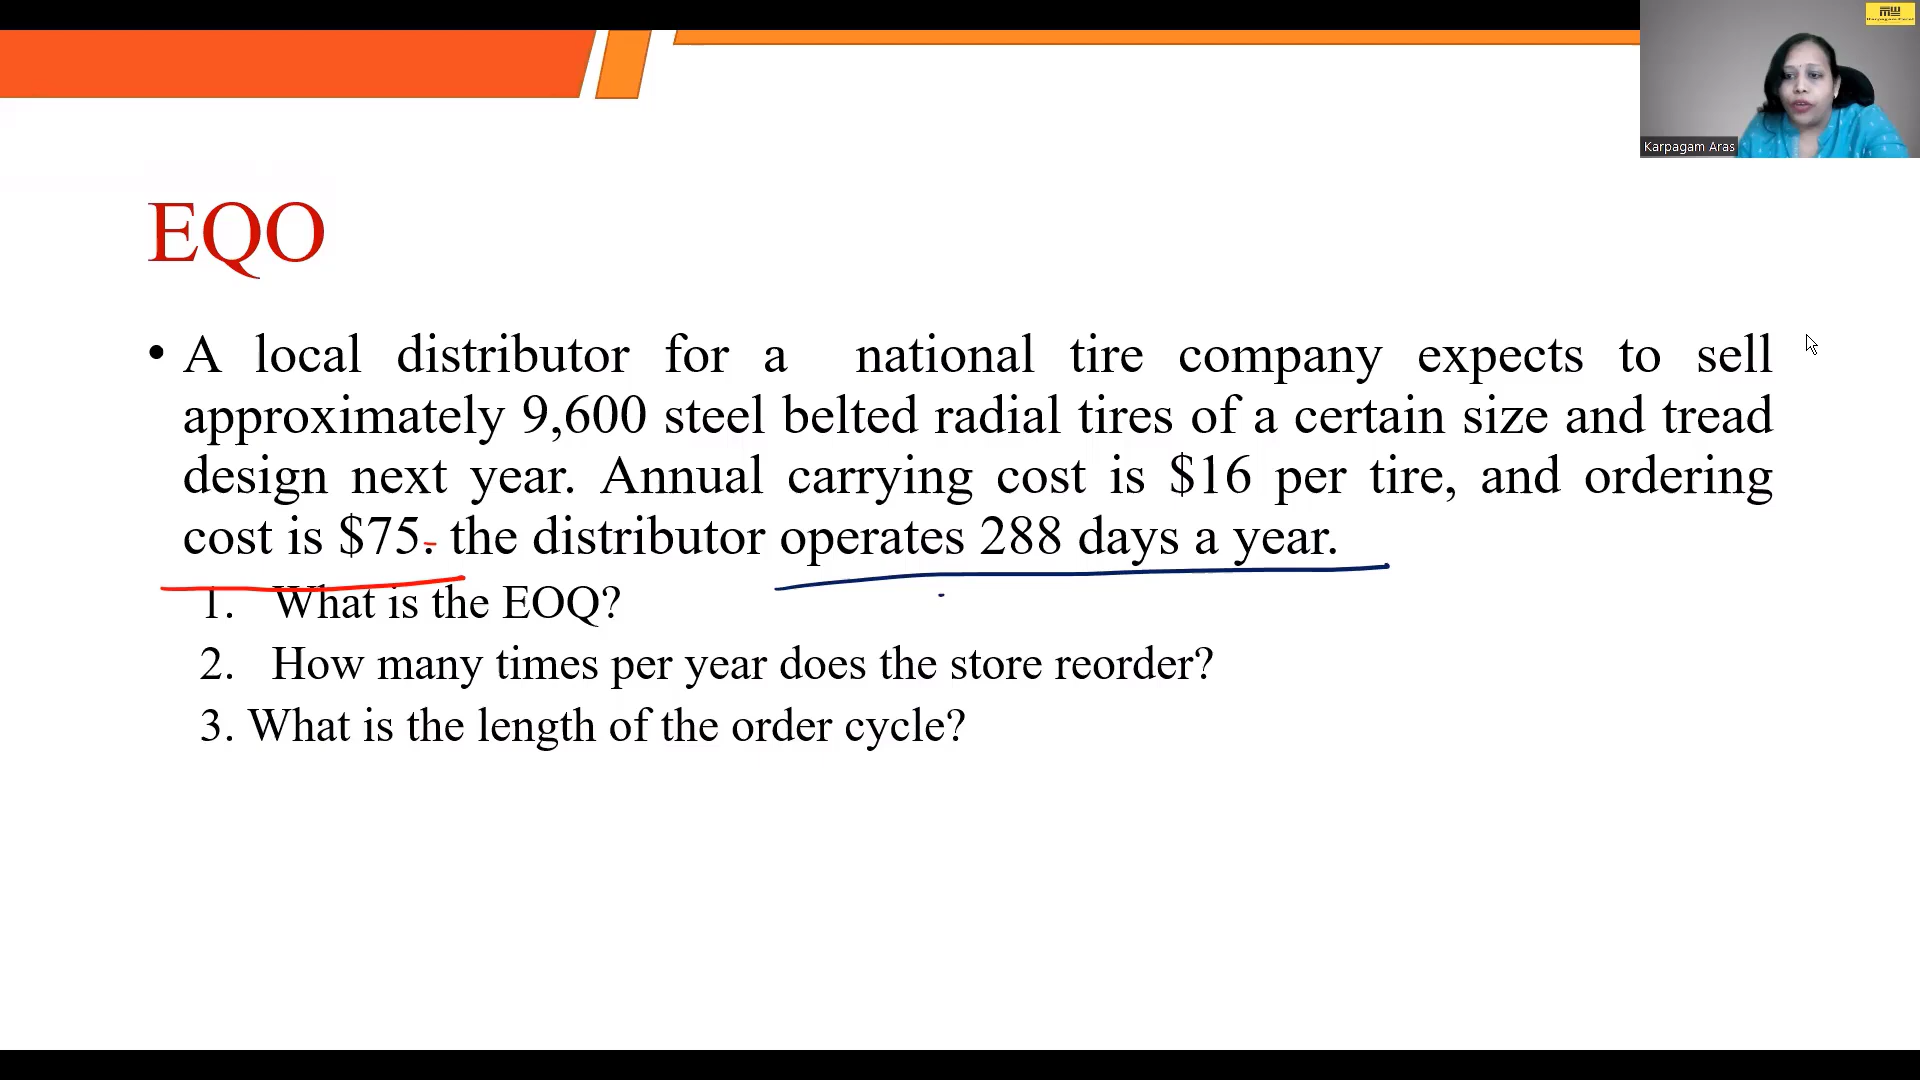 Karpagam Aras
EQO
• A local distributor for a national tire company expects to sell
approximately 9,600 steel belted radial tires of a certain size and tread
design next year. Annual carrying cost is $16 per tire, and ordering
cost is $75. the distributor operates 288 days a year.
1. What is the EOQ?
2. How many times per year does the store reorder?
3. What is the length of the order cycle?